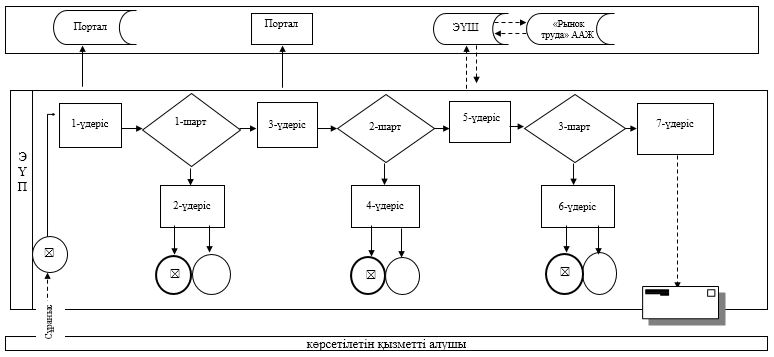 Портал
Портал
ЭҮШ
«Рынок
труда» ААЖ
Э
Ү
П
1-үдеріс
1-шарт
3-үдеріс
2-шарт
5-үдеріс
3-шарт
7-үдеріс
2-үдеріс
4-үдеріс
6-үдеріс
Сұраныс
көрсетілетін қызметті алушы